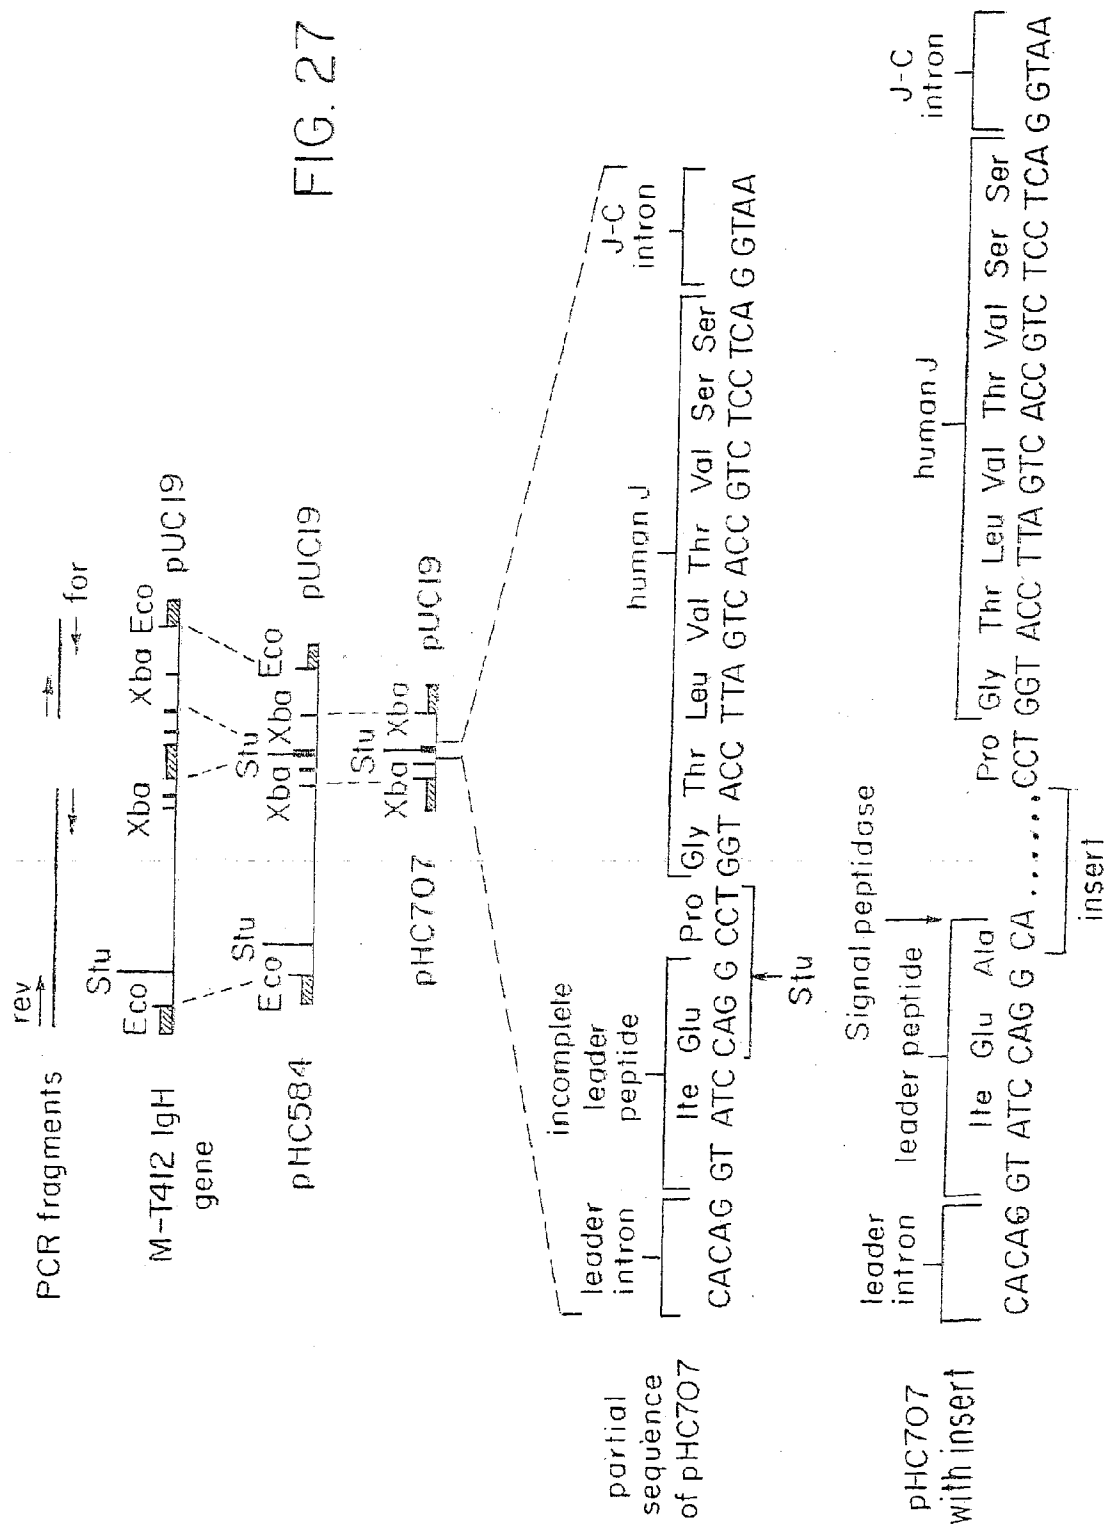 FIG. 27
rev
PCR fragments
for
Stu
Eco
Xba
Xba
Eco
pUC19
M-T412 IgH
gene
Stu
Eco
Stu
Xba
Xba
Eco
pUC19
pHC584
Stu
Xba
Xba
pUC19
pHC707
leader
intron
incomplete
leader
peptide
human J
J-C
intron
Ile Glu Pro Gly Thr Leu Val Thr Val Ser Ser
CACAG GT ATC CAG G CCT GGT ACC TTA GTC ACC GTC TCC TCA G GTAA
Stu
partial
sequence
of pHC707
Signal peptidase
leader
intron
leader peptide
human J
J-C
intron
Ile Glu Ala Pro Gly Thr Leu Val Thr Val Ser Ser
CACAG GT ATC CAG G CA ....... CCT GGT ACC TTA GTC ACC GTC TCC TCA G GTAA
insert
pHC707
with insert